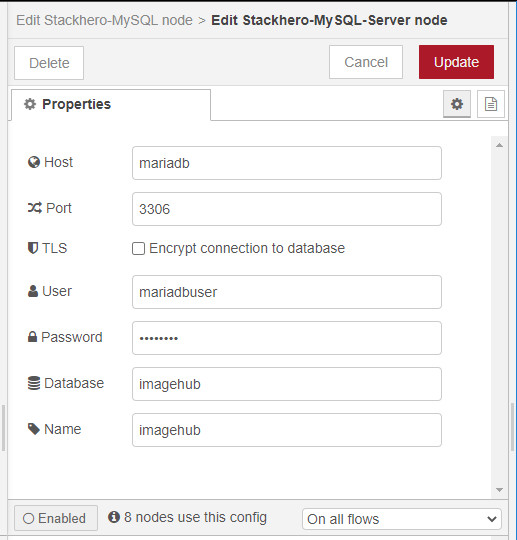 Edit Stackhero-MySQL node > Edit Stackhero-MySQL-Server node
Delete Cancel Update
Properties
Host mariadb
Port 3306
TLS Encrypt connection to database
User mariadbuser
Password ••••••••
Database imagehub
Name imagehub
Enabled 8 nodes use this config On all flows